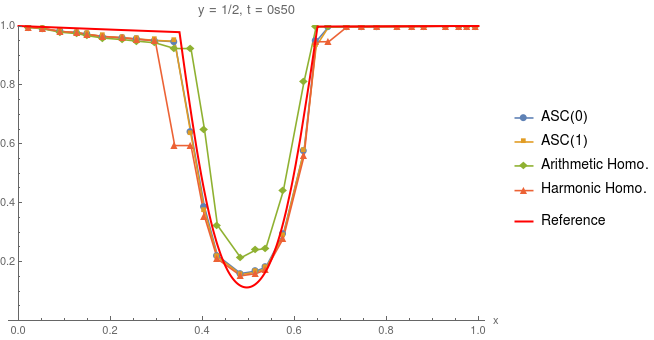 y = 1/2, t = 0s50
1.0
0.8
0.6
0.4
0.2
0.0
0.2
0.4
0.6
0.8
1.0
x
ASC(0)
ASC(1)
Arithmetic Homo.
Harmonic Homo.
Reference